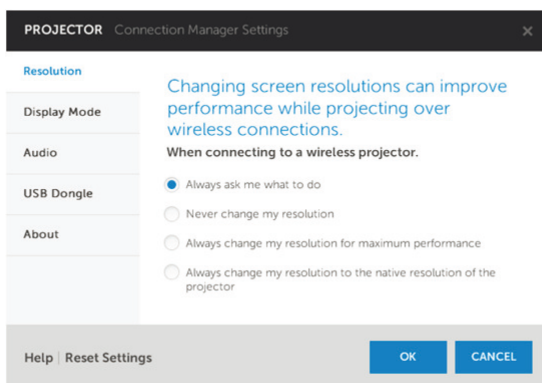 PROJECTOR Connection Manager Settings
Resolution
Display Mode
Audio
USB Dongle
About
Changing screen resolutions can improve
performance while projecting over
wireless connections.
When connecting to a wireless projector.
Always ask me what to do
Never change my resolution
Always change my resolution for maximum performance
Always change my resolution to the native resolution of the
projector
Help | Reset Settings
OK
CANCEL